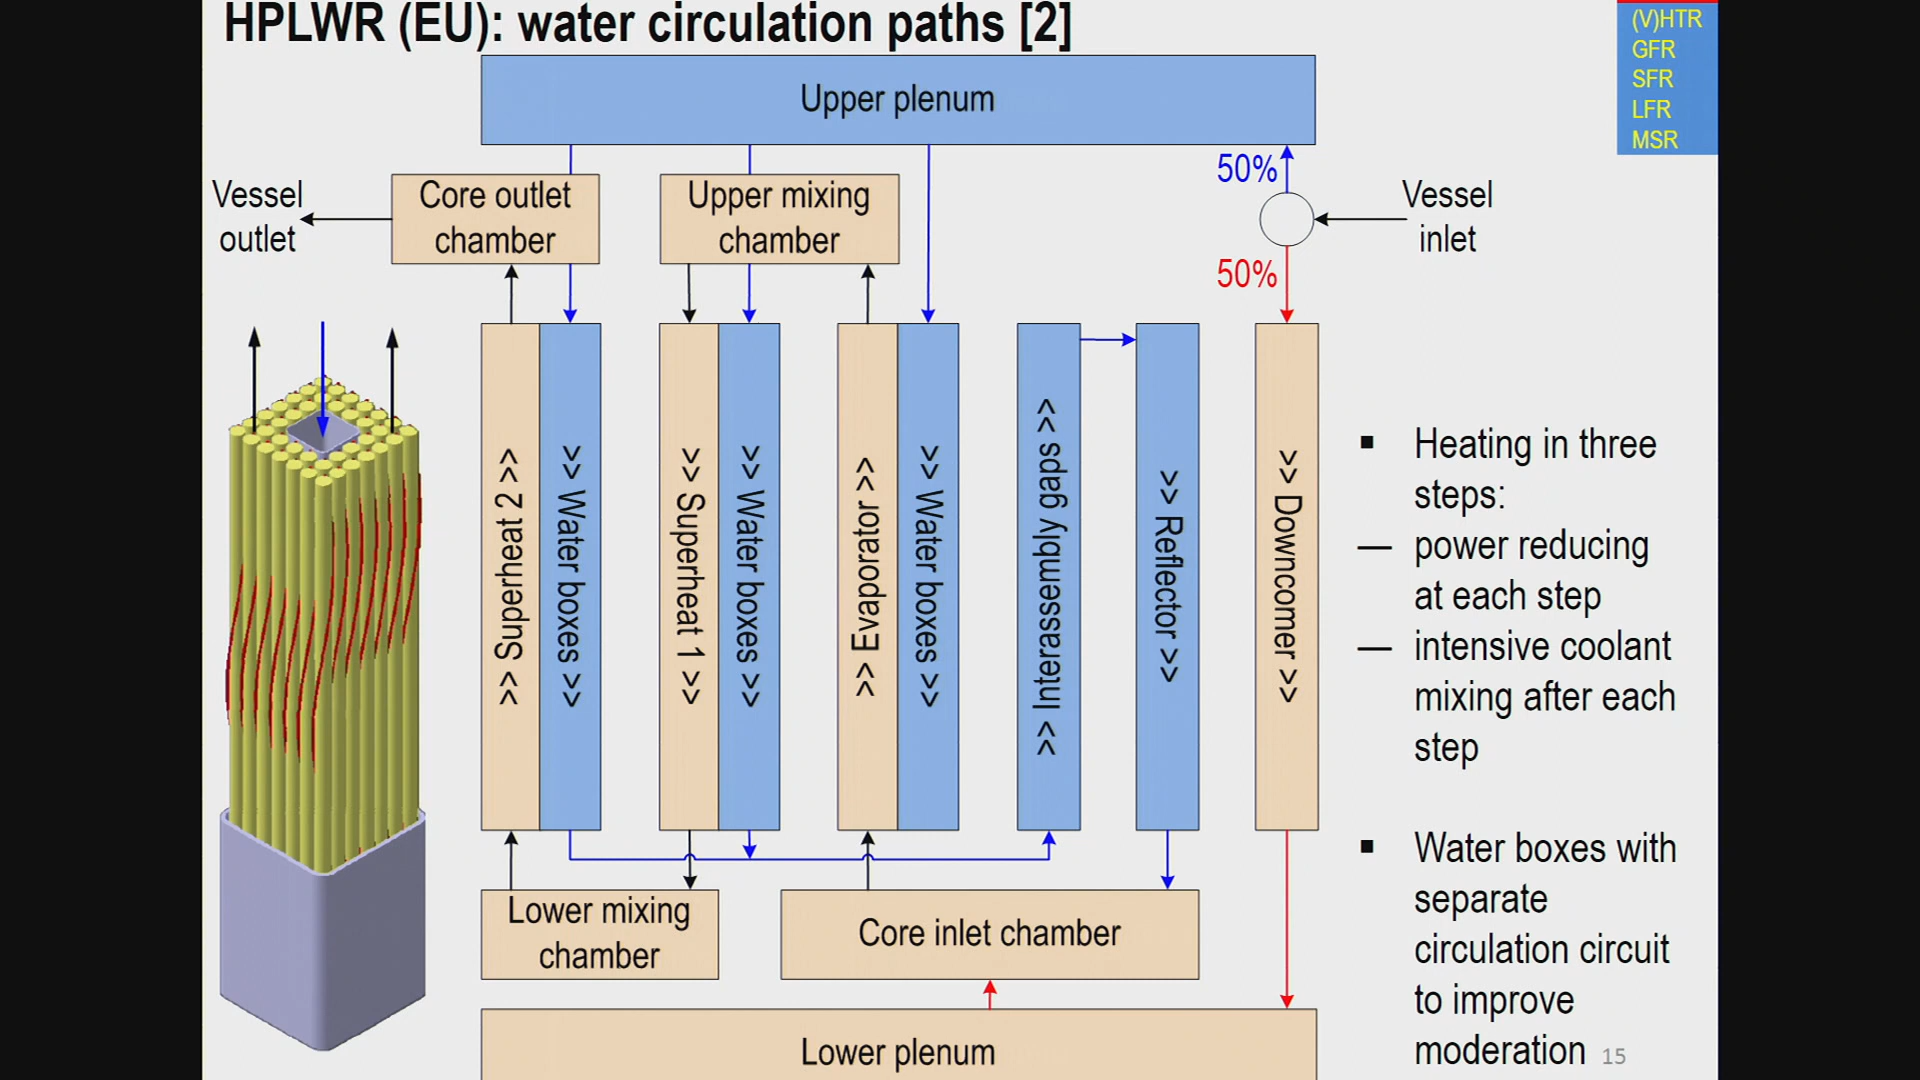 HPLWR (EU): water circulation paths [2]
(V)HTR
GFR
SFR
LFR
MSR
Upper plenum
50%
Vessel
outlet
Core outlet
chamber
Upper mixing
chamber
Vessel
inlet
50%
>> Superheat 2 >>
>> Water boxes >>
>> Superheat 1 >>
>> Water boxes >>
>> Evaporator >>
>> Water boxes >>
>> Interassembly gaps >>
>> Reflector >>
>> Downcomer >>
▪ Heating in three
steps:
— power reducing
at each step
— intensive coolant
mixing after each
step
▪ Water boxes with
separate
circulation circuit
to improve
moderation
Lower mixing
chamber
Core inlet chamber
Lower plenum
15